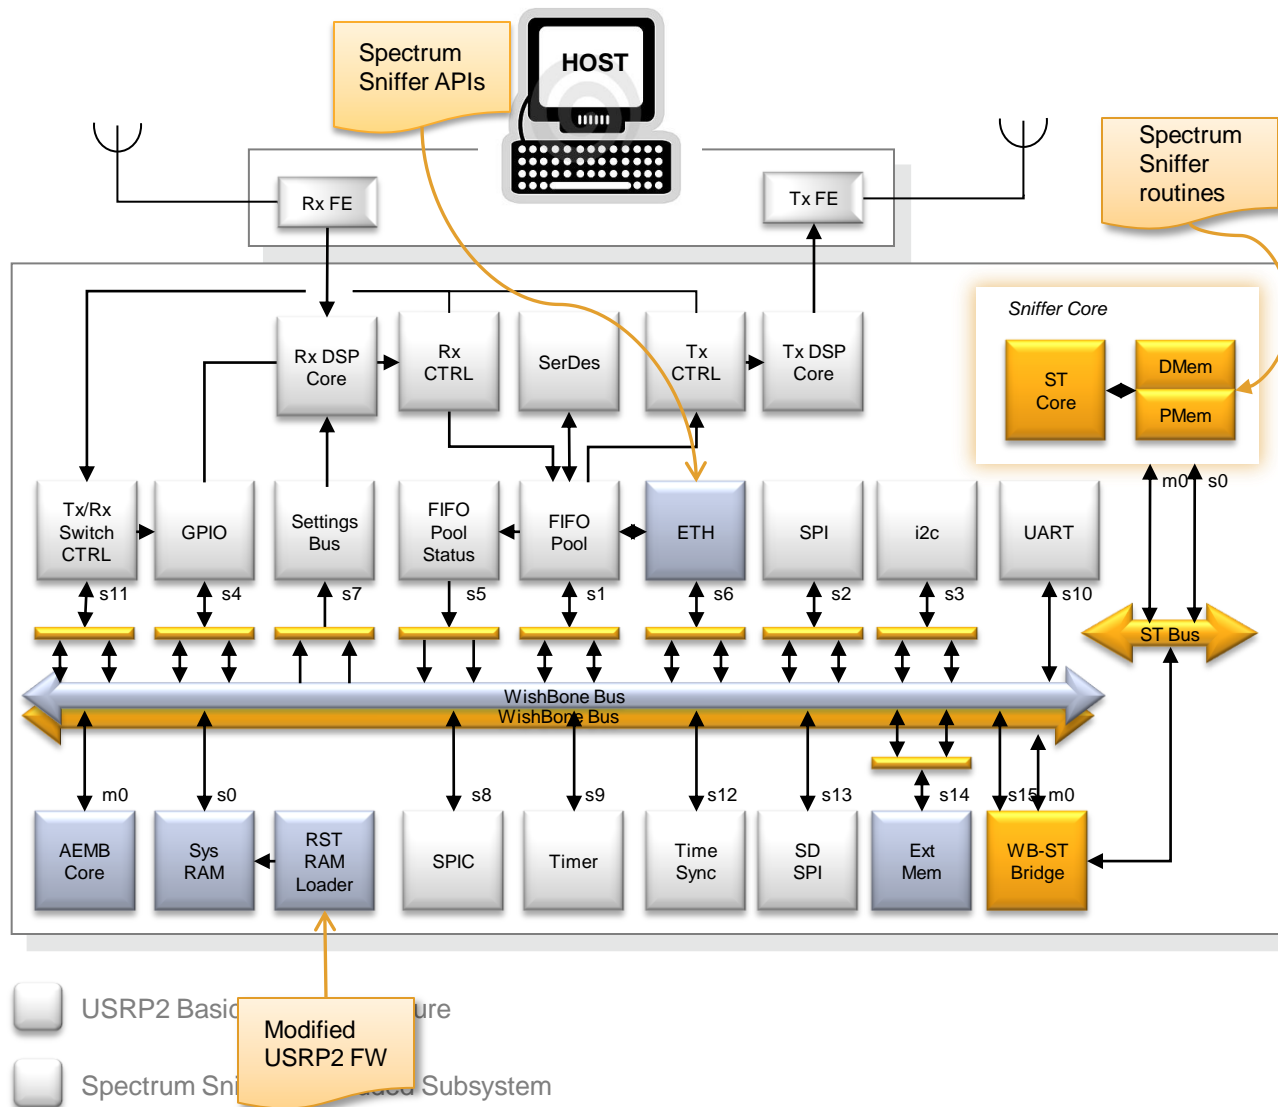 Spectrum
Sniffer APIs
HOST
Spectrum
Sniffer
routines
Rx FE
Tx FE
Sniffer Core
Rx DSP
Core
Rx
CTRL
SerDes
Tx
CTRL
Tx DSP
Core
ST
Core
DMem
PMem
m0
s0
Tx/Rx
Switch
CTRL
GPIO
Settings
Bus
FIFO
Pool
Status
FIFO
Pool
ETH
SPI
i2c
UART
s11
s4
s7
s5
s1
s6
s2
s3
s10
ST Bus
WishBone Bus
WishBone Bus
m0
s0
s8
s9
s12
s13
s14
s15
m0
AEMB
Core
Sys
RAM
RST
RAM
Loader
SPIC
Timer
Time
Sync
SD
SPI
Ext
Mem
WB-ST
Bridge
USRP2 Basic
Modified
USRP2 FW
Spectrum Subsystem